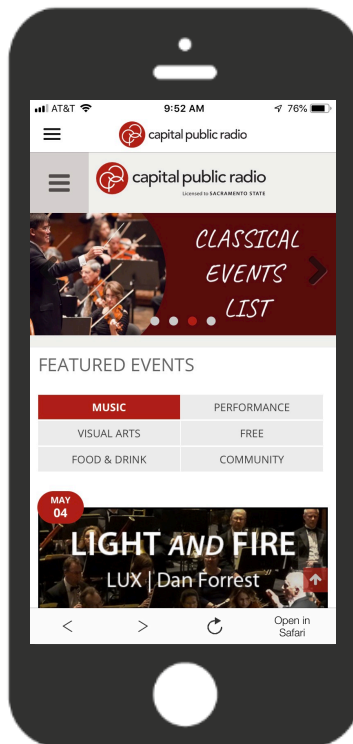 AT&T 9:52 AM 76%
capital public radio
capital public radio
Licensed to SACRAMENTO STATE
CLASSICAL
EVENTS
LIST
FEATURED EVENTS
MUSIC PERFORMANCE
VISUAL ARTS FREE
FOOD & DRINK COMMUNITY
MAY
04
LIGHT AND FIRE
LUX | Dan Forrest
< > Open in
Safari